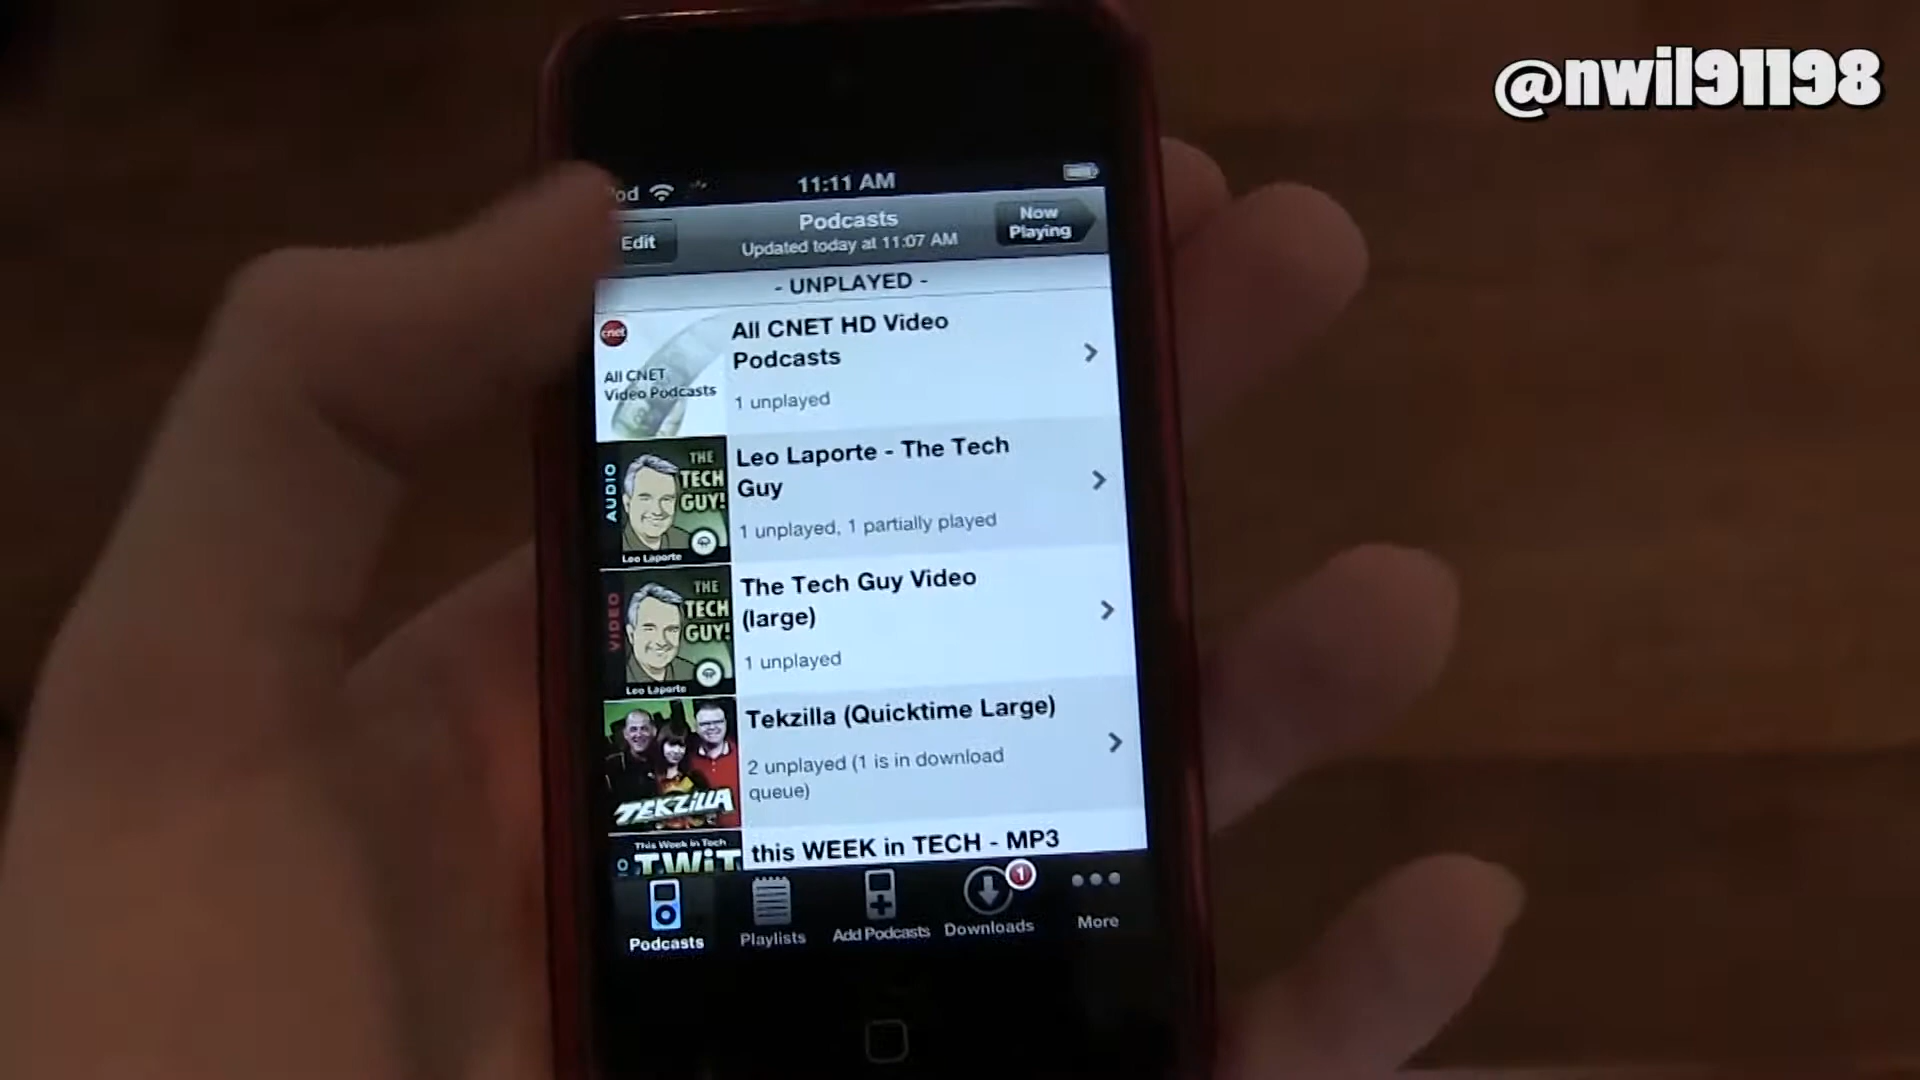 @nwil91198
11:11 AM
Edit
Podcasts
Updated today at 11:07 AM
Now
Playing
- UNPLAYED -
cnet
All CNET
Video Podcasts
All CNET HD Video
Podcasts
1 unplayed
AUDIO
THE
TECH
GUY!
Leo Laporte
Leo Laporte - The Tech
Guy
1 unplayed, 1 partially played
VIDEO
THE
TECH
GUY!
Leo Laporte
The Tech Guy Video
(large)
1 unplayed
TEKZILLA
Tekzilla (Quicktime Large)
2 unplayed (1 is in download
queue)
This Week in Tech
TWiT
this WEEK in TECH - MP3
Podcasts
Playlists
Add Podcasts
Downloads
1
More